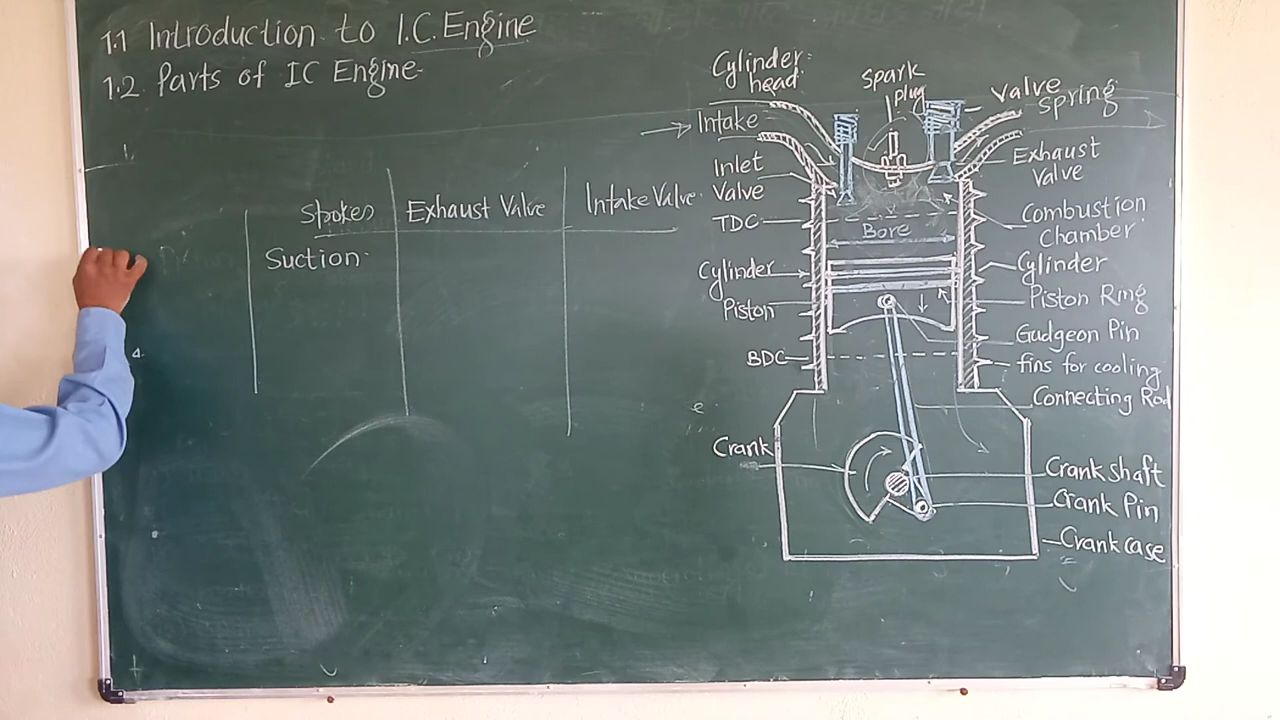 1.1 Introduction to I.C. Engine
1.2. Parts of IC Engine
Strokes Exhaust Valve Intake Valve
Suction
Cylinder head
Spark plug
Valve spring
Intake
Inlet Valve
Exhaust Valve
TDC
Combustion Chamber
Bore
Cylinder
Cylinder
Piston
Piston Ring
Gudgeon Pin
BDC
fins for cooling
Connecting Rod
Crank
Crank shaft
Crank Pin
Crank case